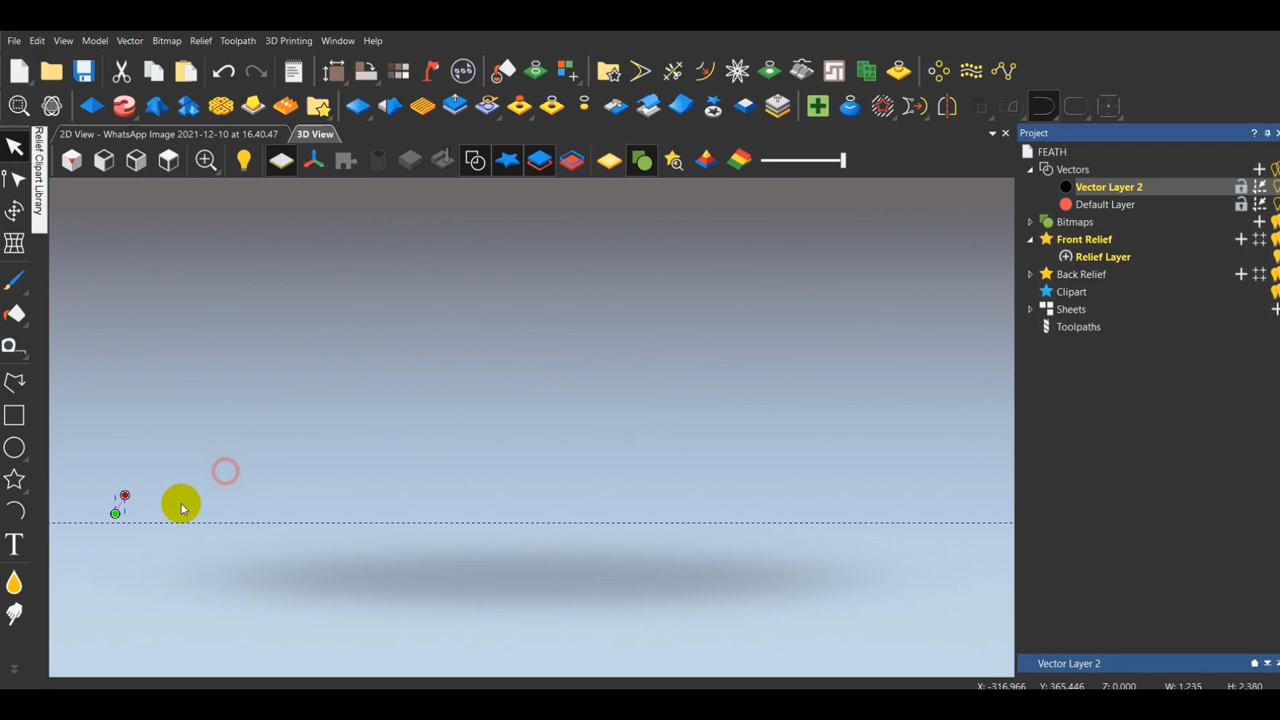 File Edit View Model Vector Bitmap Relief Toolpath 3D Printing Window Help
2D View - WhatsApp Image 2021-12-10 at 16.40.47 3D View
Project
Relief Clipart Library
FEATH
Vectors
Vector Layer 2
Default Layer
Bitmaps
Front Relief
Relief Layer
Back Relief
Clipart
Sheets
Toolpaths
T
Vector Layer 2
X: -316.966 Y: 365.446 Z: 0.000 W: 1.235 H: 2.380